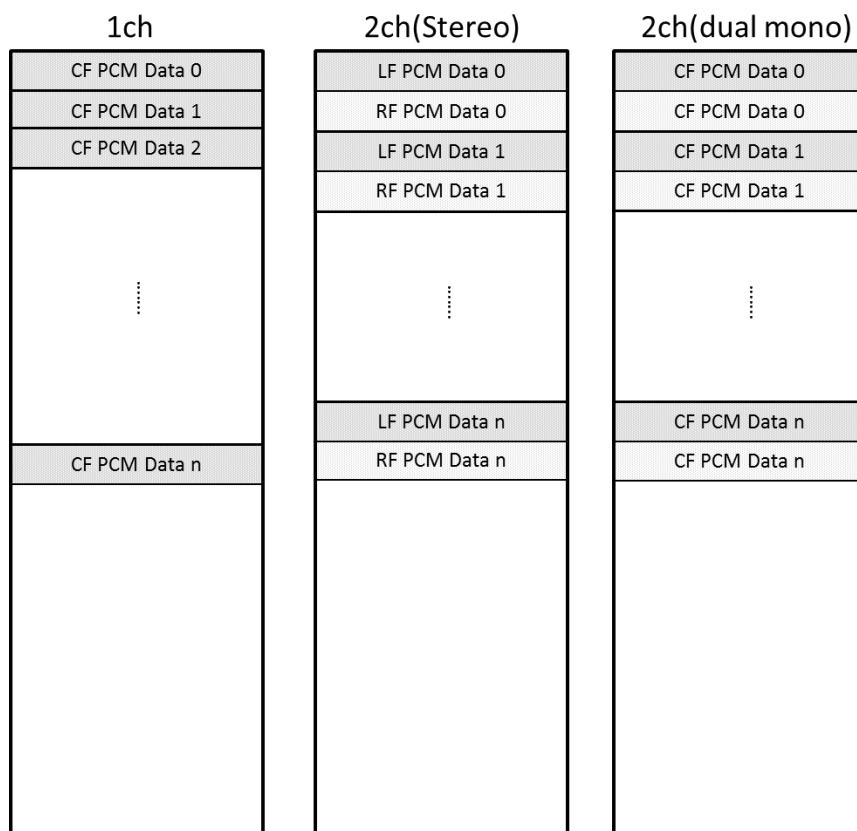 1ch
CF PCM Data 0
CF PCM Data 1
CF PCM Data 2
CF PCM Data n
2ch(Stereo)
LF PCM Data 0
RF PCM Data 0
LF PCM Data 1
RF PCM Data 1
LF PCM Data n
RF PCM Data n
2ch(dual mono)
CF PCM Data 0
CF PCM Data 0
CF PCM Data 1
CF PCM Data 1
CF PCM Data n
CF PCM Data n